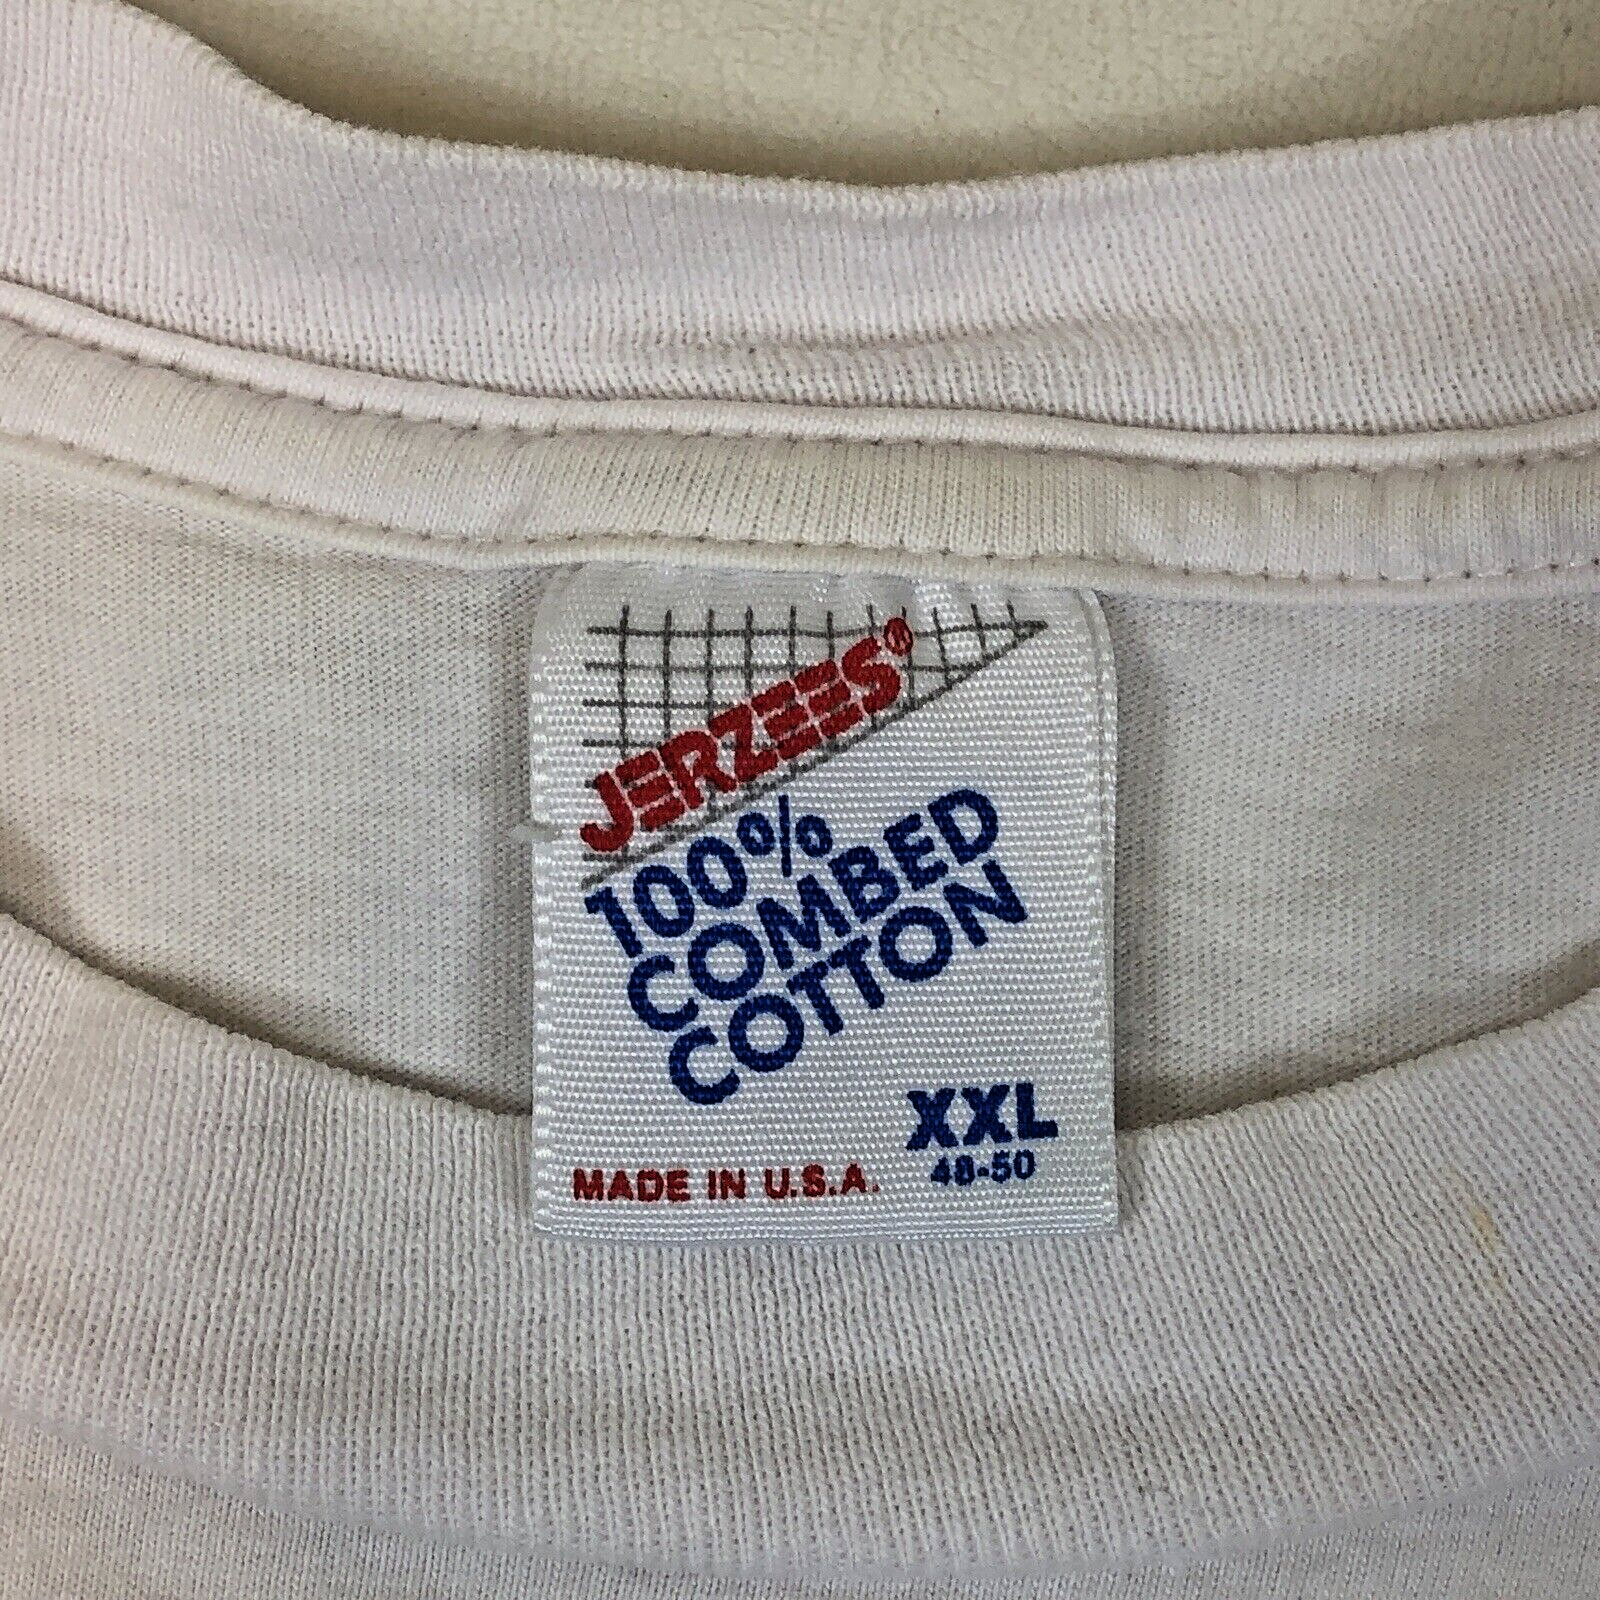 JERZEES®
100%
COMBED
COTTON
XXL
48-50
MADE IN U.S.A.